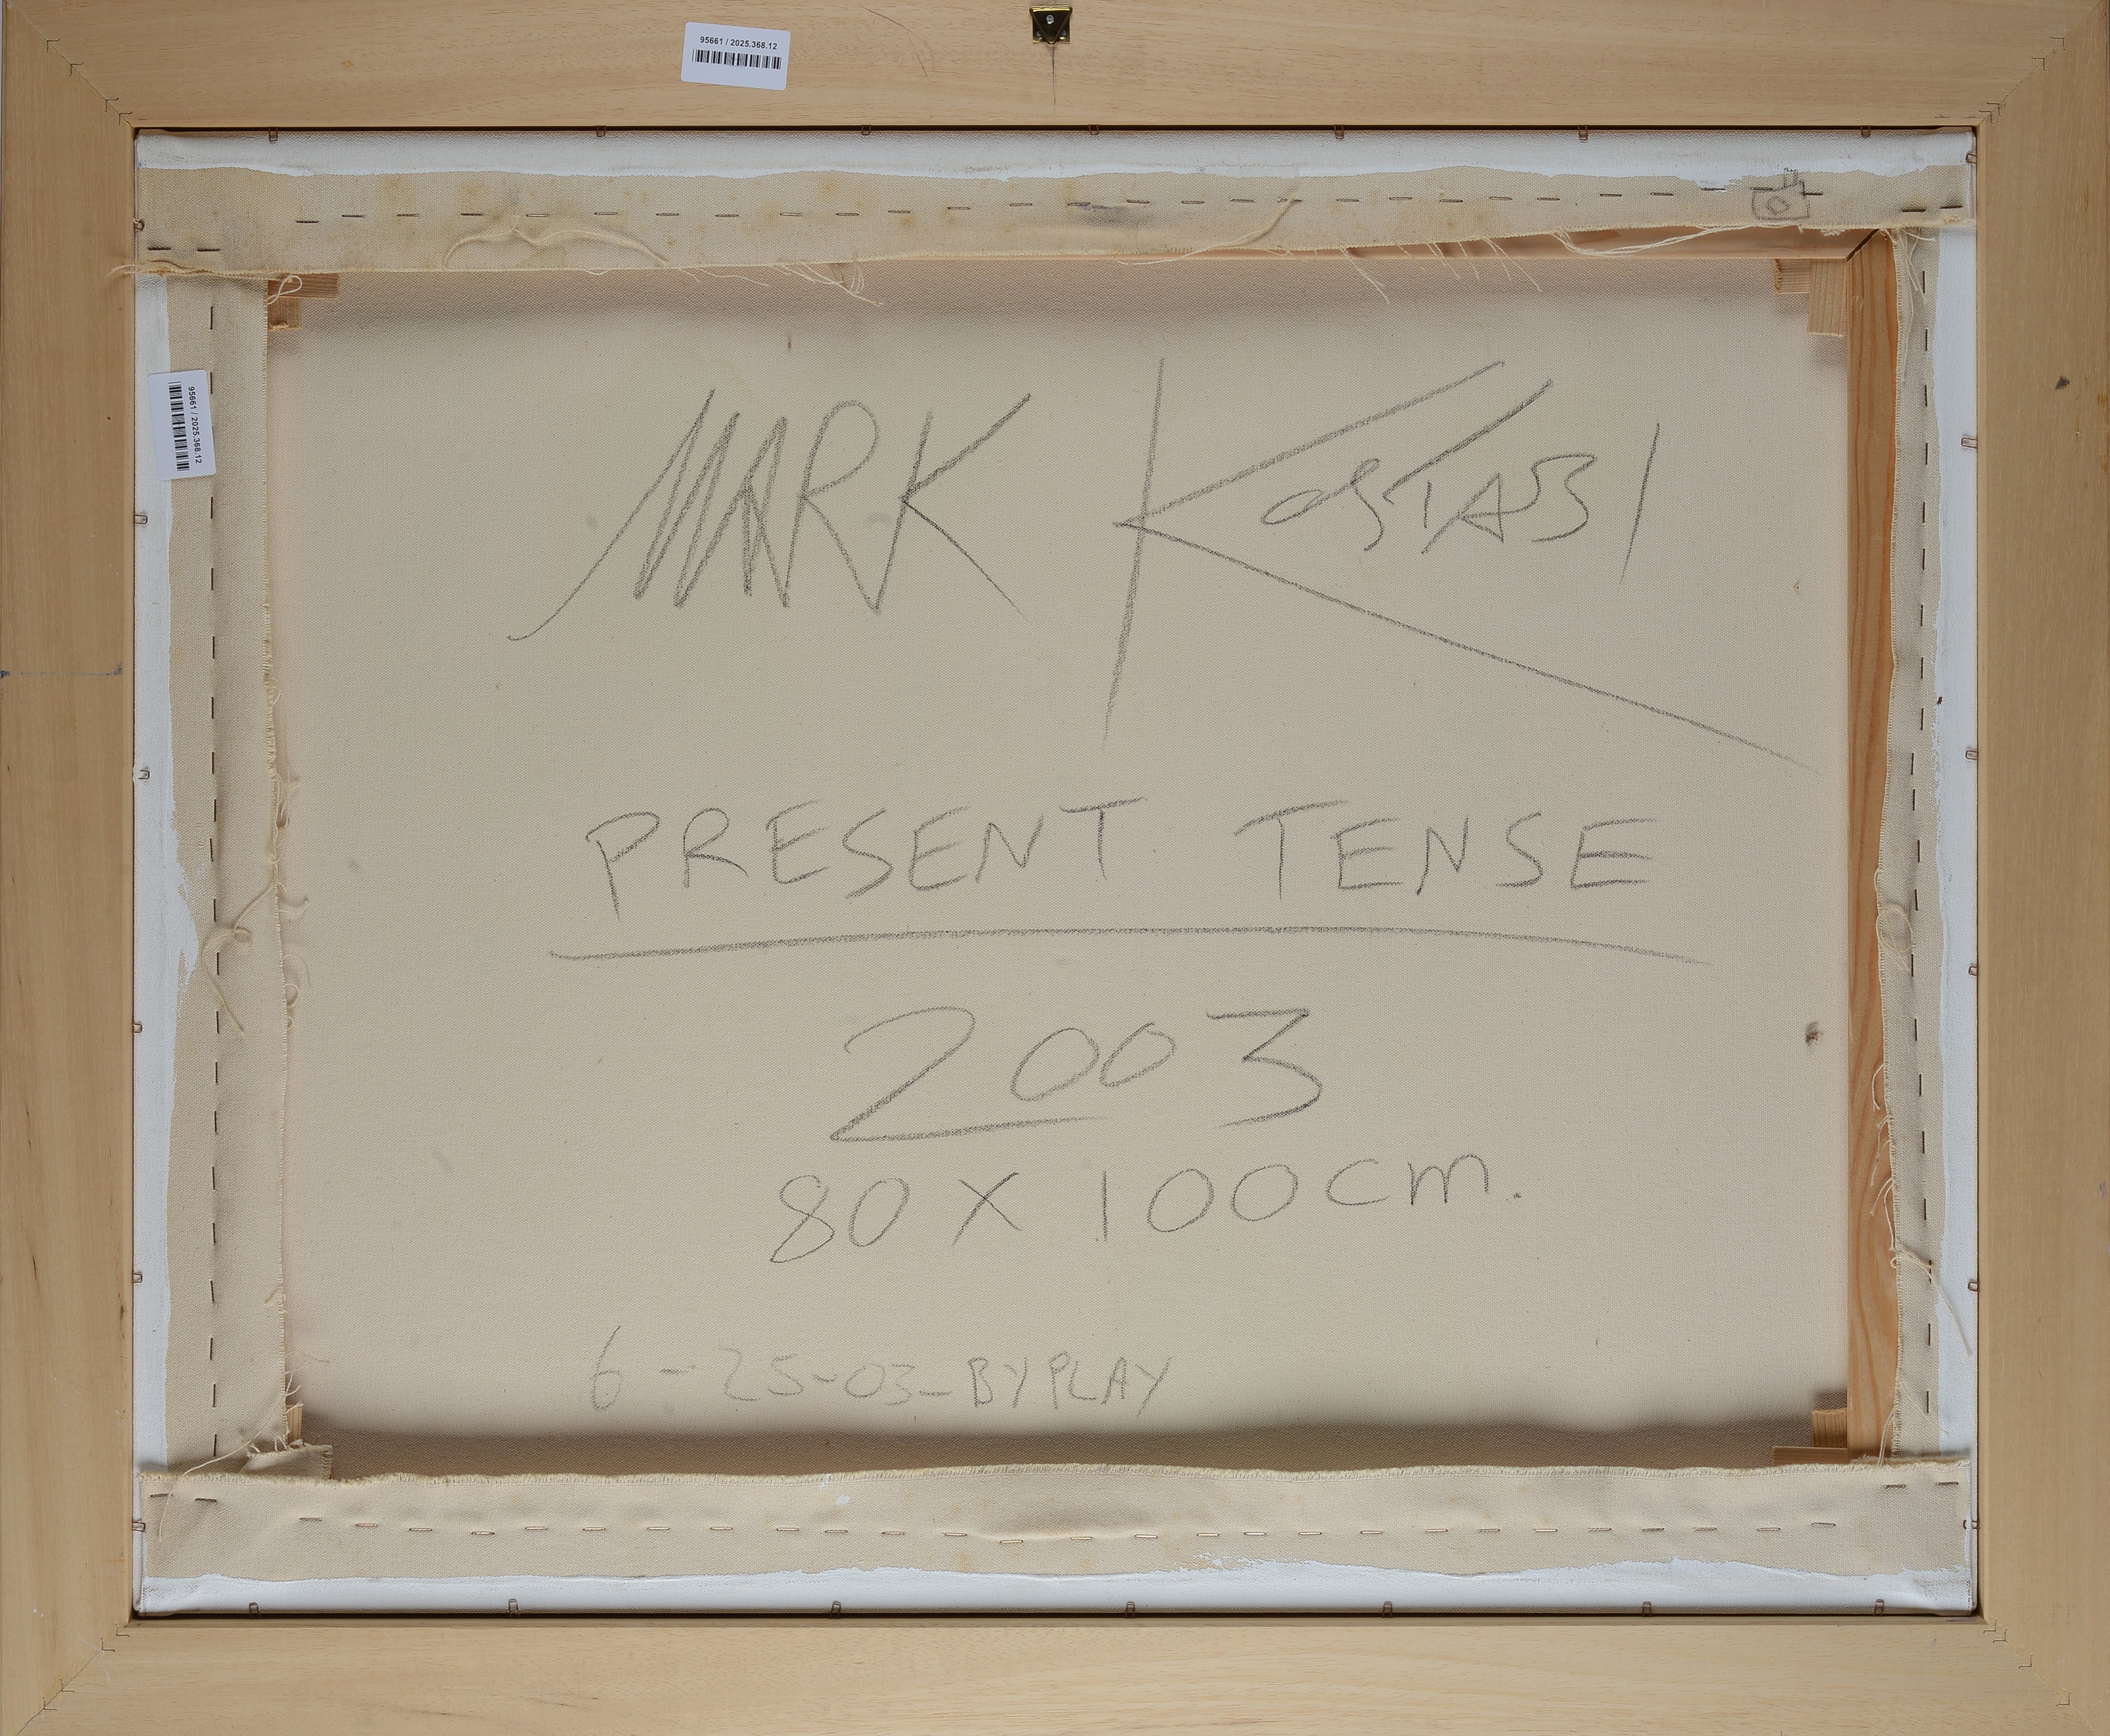 95661 / 2025.368.12
95661 / 2025.368.12
MARK KOSTABI
PRESENT TENSE
2003
80 X 100 cm.
6-25-03-BYPLAY